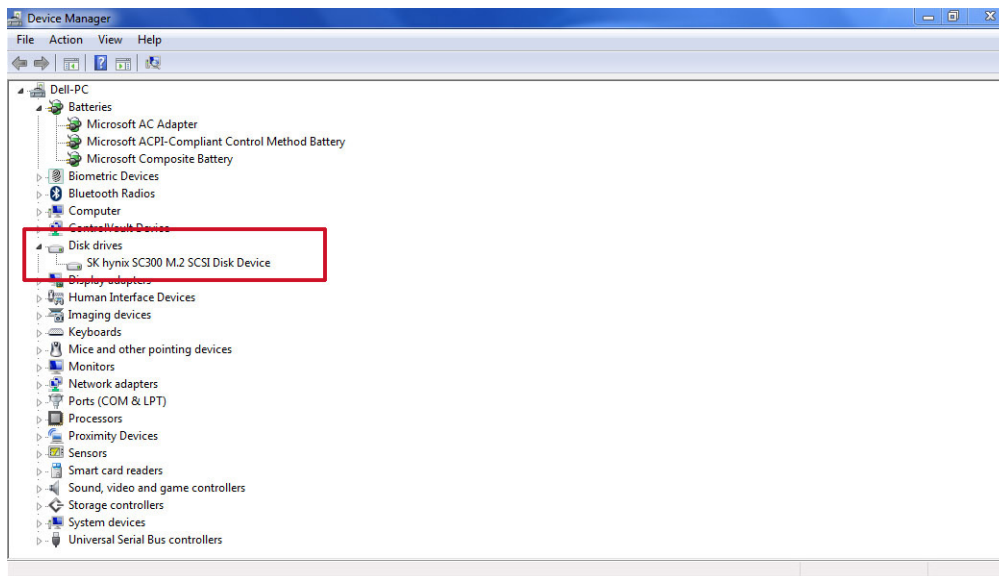 Device Manager
File Action View Help
Dell-PC
Batteries
Microsoft AC Adapter
Microsoft ACPI-Compliant Control Method Battery
Microsoft Composite Battery
Biometric Devices
Bluetooth Radios
Computer
ControlVault Device
Disk drives
SK hynix SC300 M.2 SCSI Disk Device
Display adapters
Human Interface Devices
Imaging devices
Keyboards
Mice and other pointing devices
Monitors
Network adapters
Ports (COM & LPT)
Processors
Proximity Devices
Sensors
Smart card readers
Sound, video and game controllers
Storage controllers
System devices
Universal Serial Bus controllers